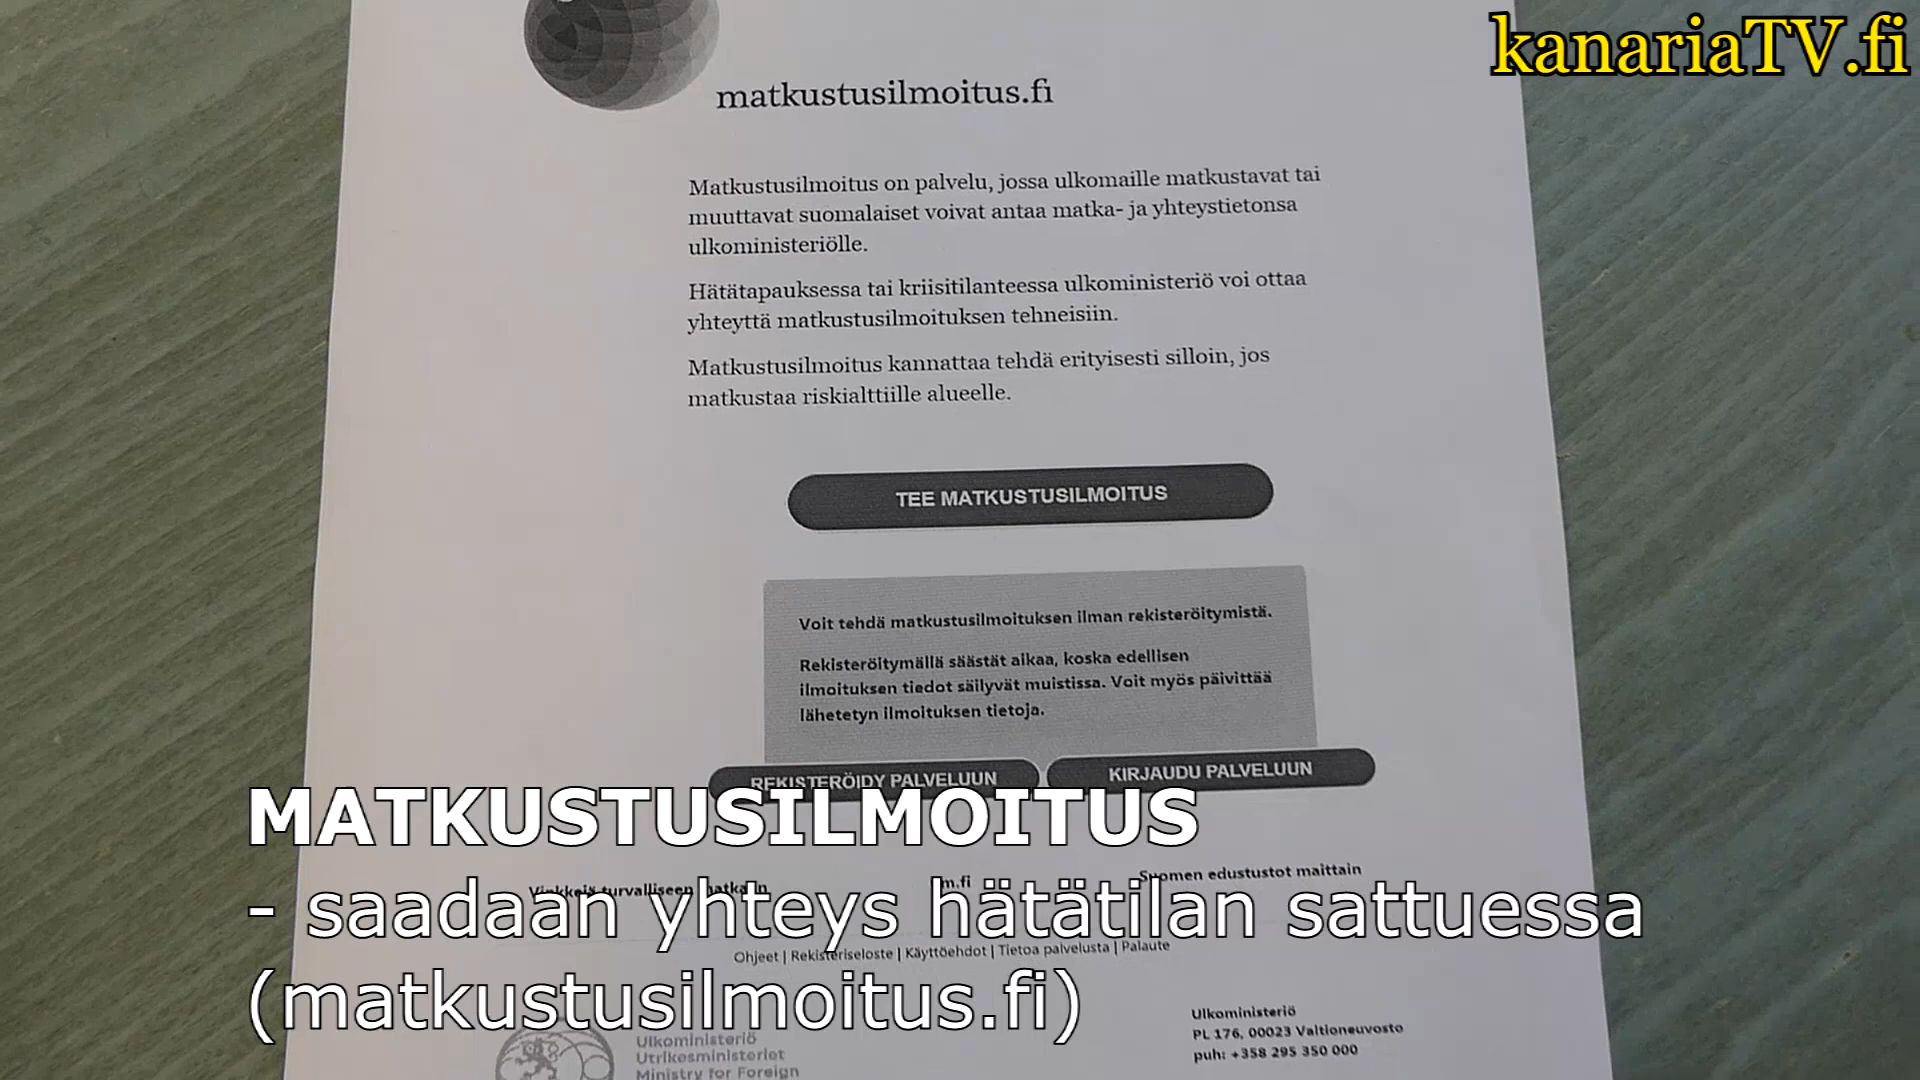 kanariaTV.fi
matkustusilmoitus.fi
Matkustusilmoitus on palvelu, jossa ulkomaille matkustavat tai
muuttavat suomalaiset voivat antaa matka- ja yhteystietonsa
ulkoministeriölle.
Hätätapauksessa tai kriisitilanteessa ulkoministeriö voi ottaa
yhteyttä matkustusilmoituksen tehneisiin.
Matkustusilmoitus kannattaa tehdä erityisesti silloin, jos
matkustaa riskialttiille alueelle.
TEE MATKUSTUSILMOITUS
Voit tehdä matkustusilmoituksen ilman rekisteröitymistä.
Rekisteröitymällä säästät aikaa, koska edellisen
ilmoituksen tiedot säilyvät muistissa. Voit myös päivittää
lähetetyn ilmoituksen tietoja.
REKISTERÖIDY PALVELUUN
KIRJAUDU PALVELUUN
MATKUSTUSILMOITUS
turvalliseen
Suomen edustustot maittain
- saadaan yhteys hätätilan sattuessa
Ohjeet | Rekisteriseloste | Käyttöehdot | Tietoa palvelusta | Palaute
(matkustusilmoitus.fi)
Ulkoministeriö
Utrikesministeriet
Ministry for Foreign
Ulkoministeriö
PL 176, 00023 Valtioneuvosto
puh: +358 295 350 000